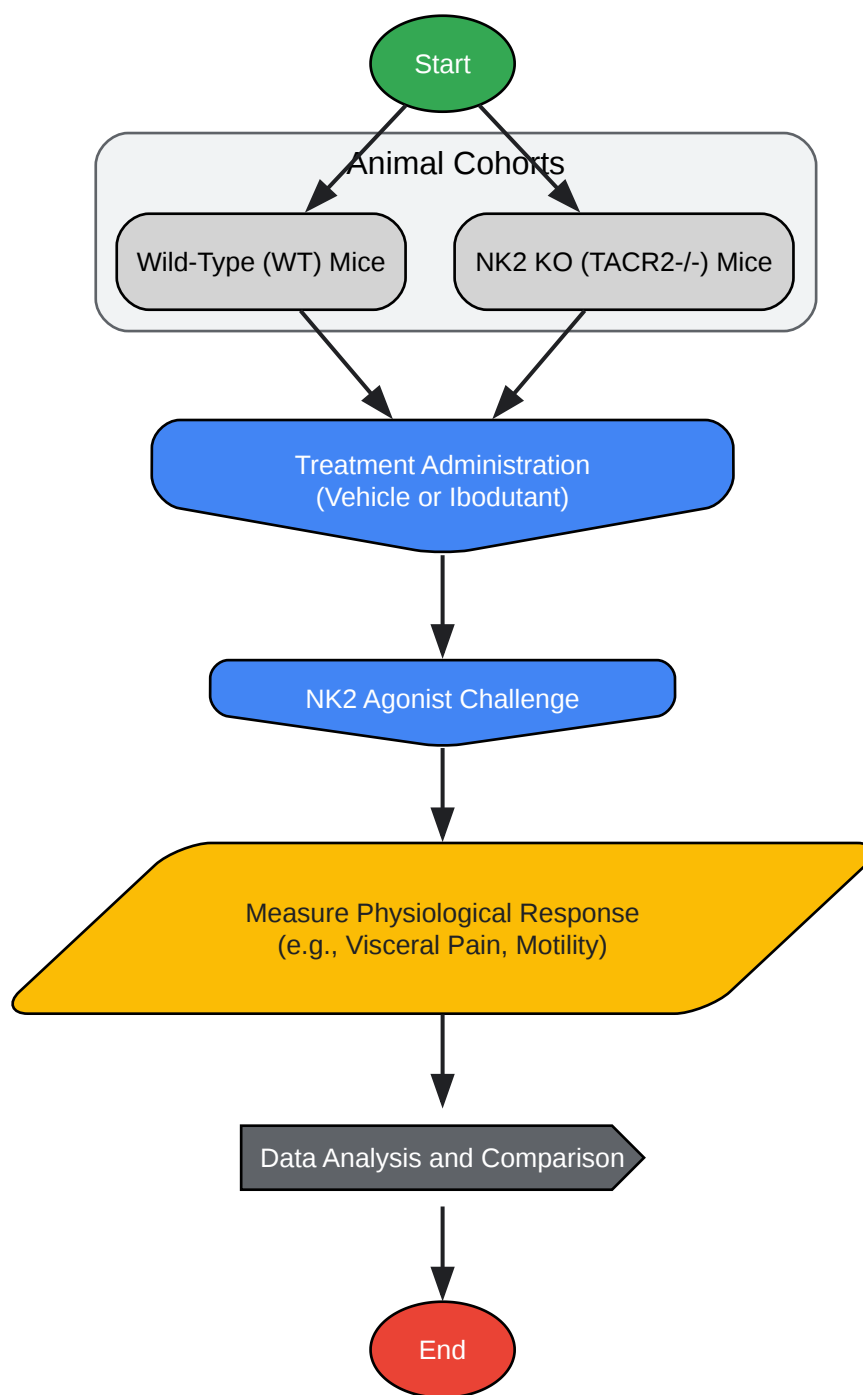 Start
Animal Cohorts
Wild-Type (WT) Mice
NK2 KO (TACR2-/-) Mice
Treatment Administration
(Vehicle or Ibodutant)
NK2 Agonist Challenge
Measure Physiological Response
(e.g., Visceral Pain, Motility)
Data Analysis and Comparison
End